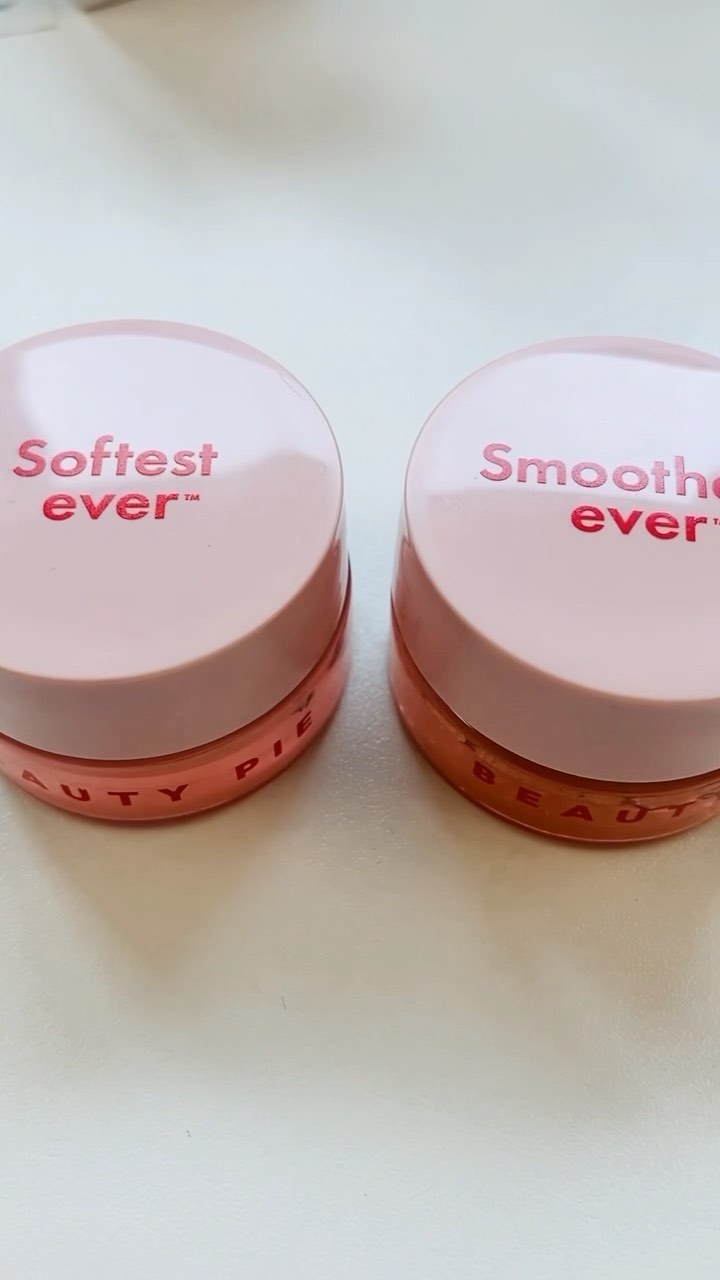 Softest
ever™
AUTY PIE
Smoothe
ever™
BEAUT